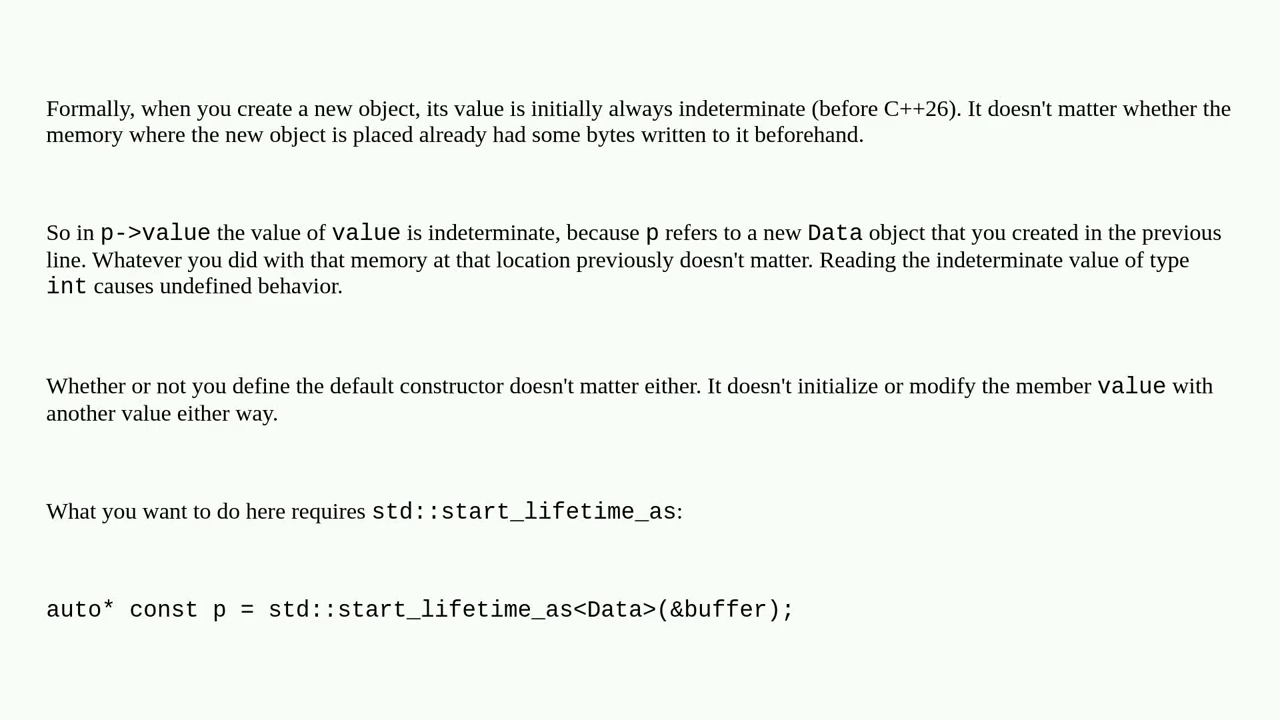 Formally, when you create a new object, its value is initially always indeterminate (before C++26). It doesn't matter whether the
memory where the new object is placed already had some bytes written to it beforehand.
So in p->value the value of value is indeterminate, because p refers to a new Data object that you created in the previous
line. Whatever you did with that memory at that location previously doesn't matter. Reading the indeterminate value of type
int causes undefined behavior.
Whether or not you define the default constructor doesn't matter either. It doesn't initialize or modify the member value with
another value either way.
What you want to do here requires std::start_lifetime_as:
auto* const p = std::start_lifetime_as<Data>(&buffer);